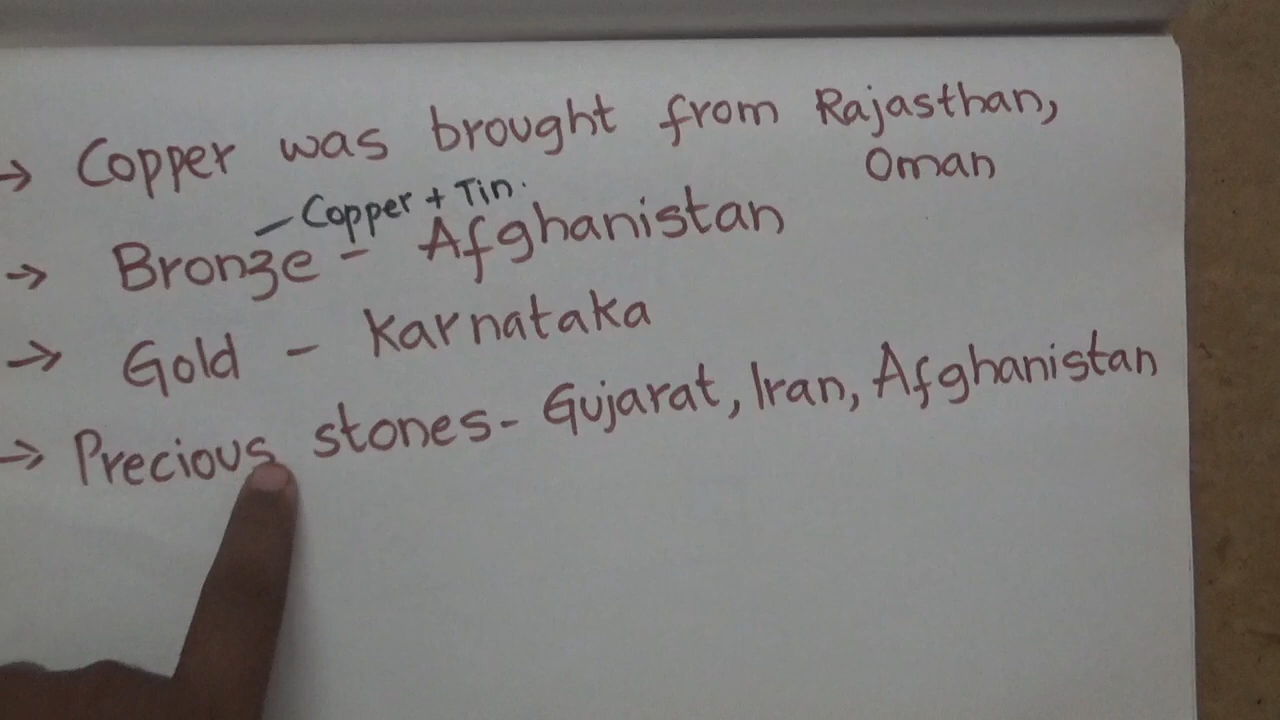 → Copper was brought from Rajasthan,
Oman
– Copper + Tin.
→ Bronze – Afghanistan
→ Gold – Karnataka
→ Precious stones - Gujarat, Iran, Afghanistan